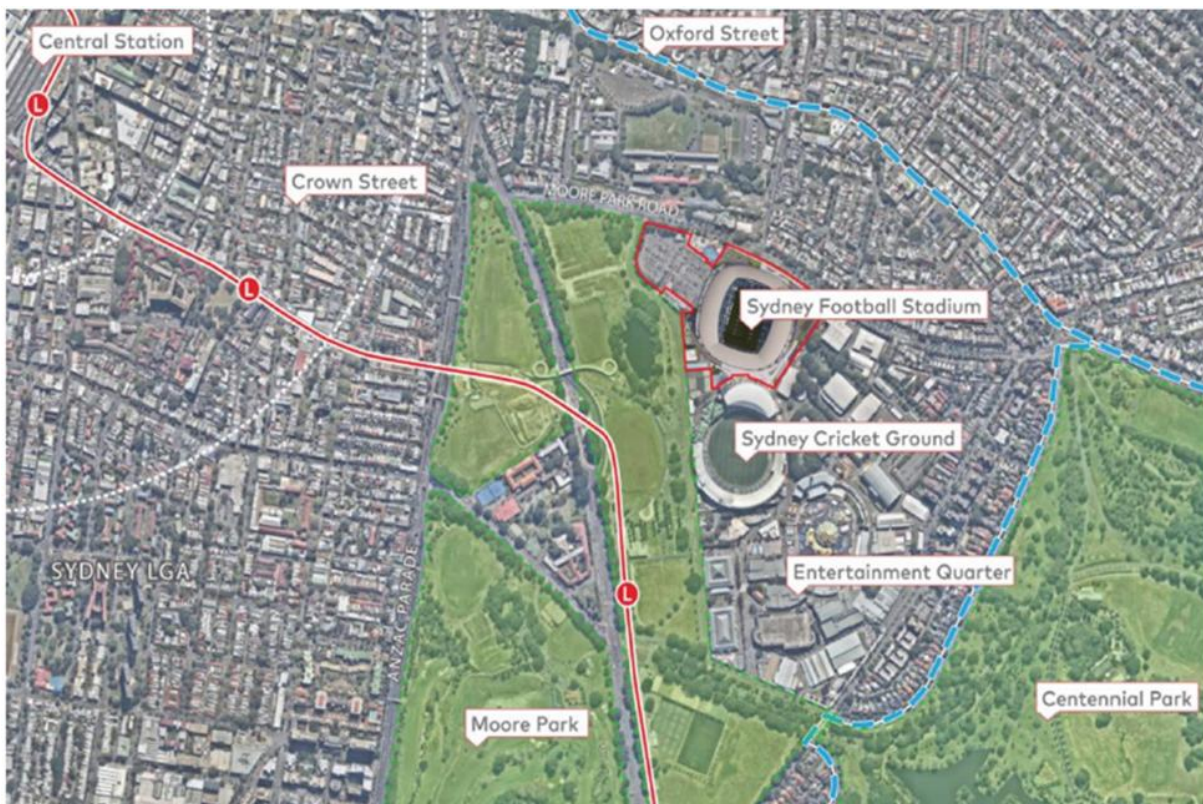 Central Station
Oxford Street
L
Crown Street
MOORE PARK ROAD
L
Sydney Football Stadium
Sydney Cricket Ground
SYDNEY LGA
Entertainment Quarter
L
ANZAC PARADE
Moore Park
Centennial Park